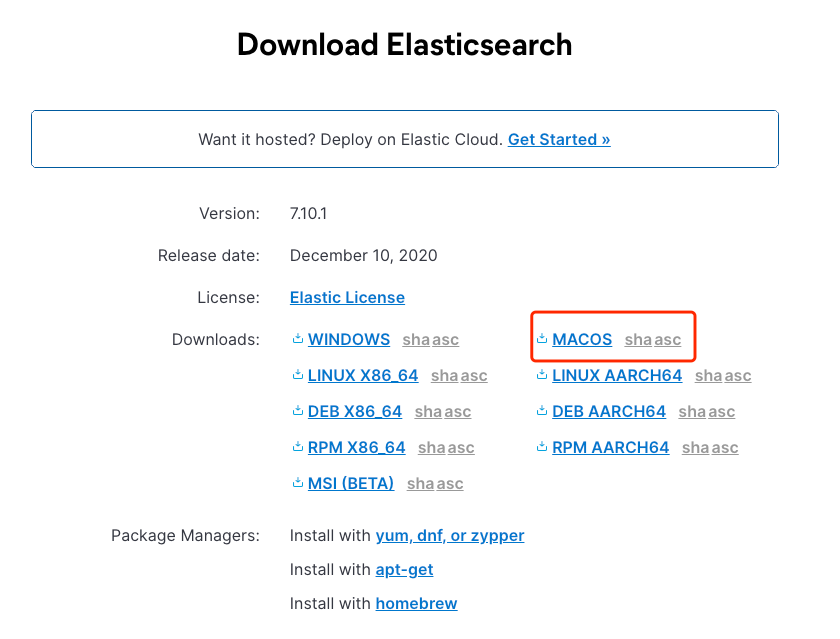 Download Elasticsearch
Want it hosted? Deploy on Elastic Cloud. Get Started »
Version: 7.10.1
Release date: December 10, 2020
License: Elastic License
Downloads: WINDOWS sha asc MACOS sha asc
LINUX X86_64 sha asc LINUX AARCH64 sha asc
DEB X86_64 sha asc DEB AARCH64 sha asc
RPM X86_64 sha asc RPM AARCH64 sha asc
MSI (BETA) sha asc
Package Managers: Install with yum, dnf, or zypper
Install with apt-get
Install with homebrew